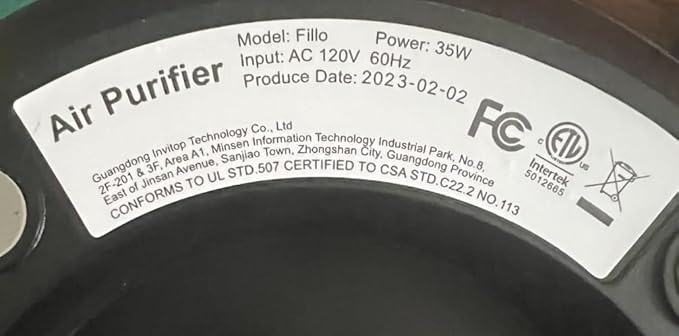 Air Purifier
Model: Fillo Power: 35W
Input: AC 120V 60Hz
Produce Date: 2023-02-02
Guangdong Invitop Technology Co., Ltd
2F-201 & 3F, Area A1, Minsen Information Technology Industrial Park, No.8,
East of Jinsan Avenue, Sanjiao Town, Zhongshan City, Guangdong Province
CONFORMS TO UL STD.507 CERTIFIED TO CSA STD.C22.2 NO.113
FC
C ETL US
Intertek
5012665